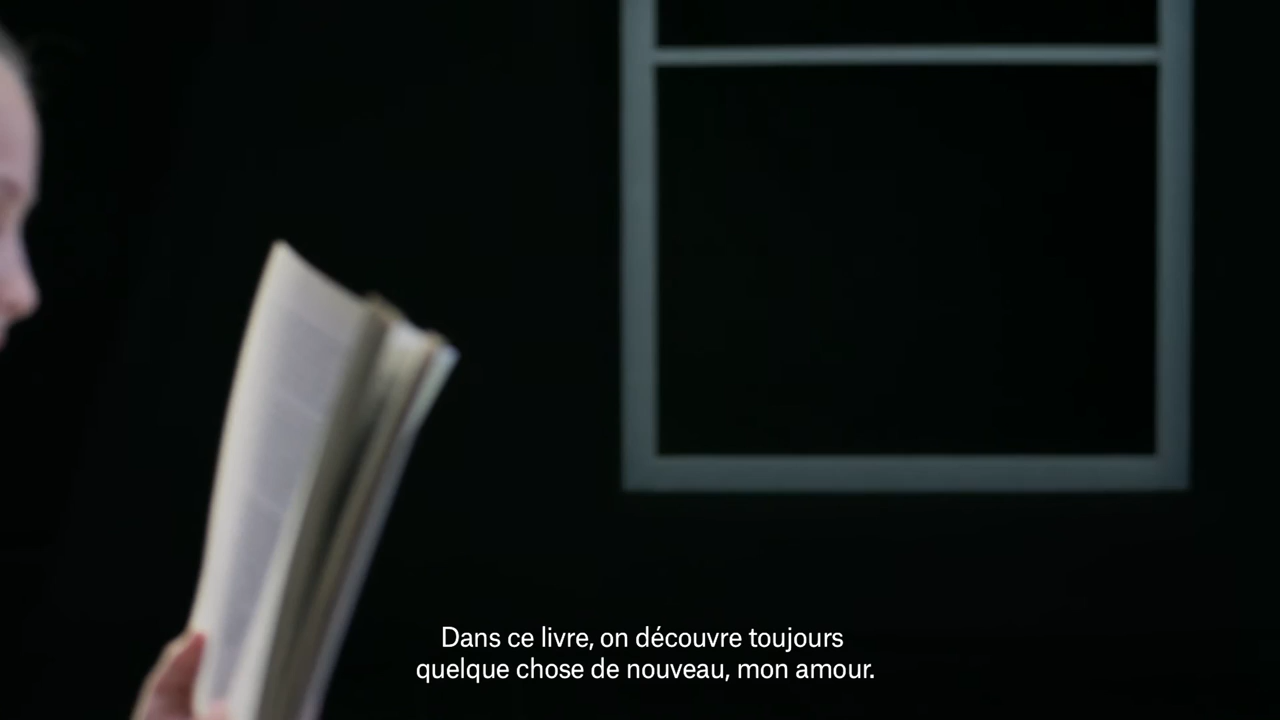 Dans ce livre, on découvre toujours
quelque chose de nouveau, mon amour.